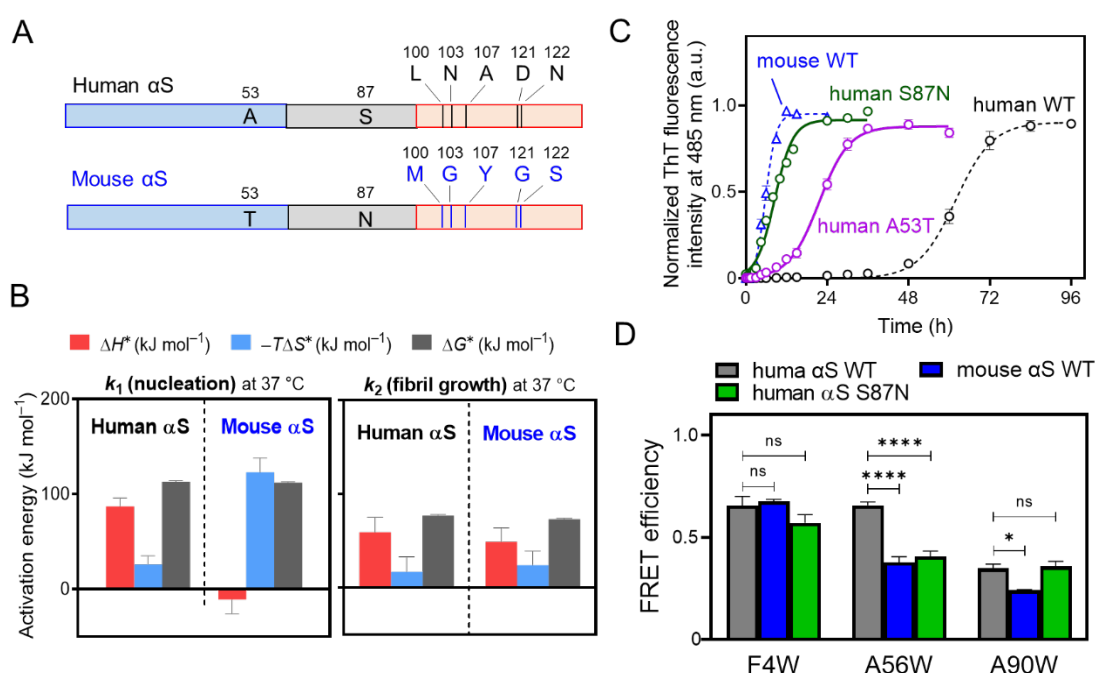 A
100 103 107 121 122
L N A D N
Human αS
53
87
A
S
100 103 107 121 122
M G Y G S
Mouse αS
53
87
T
N
B
ΔH* (kJ mol⁻¹) −TΔS* (kJ mol⁻¹) ΔG* (kJ mol⁻¹)
k₁ (nucleation) at 37 °C
k₂ (fibril growth) at 37 °C
Activation energy (kJ mol⁻¹)
200
100
0
Human αS
Mouse αS
Human αS
Mouse αS
C
Normalized ThT fluorescence
intensity at 485 nm (a.u.)
1.0
0.5
0
mouse WT
human S87N
human WT
human A53T
0 24 48 72 96
Time (h)
D
huma αS WT
mouse αS WT
human αS S87N
FRET efficiency
1.0
0.5
0
ns
ns
****
****
ns
*
F4W A56W A90W